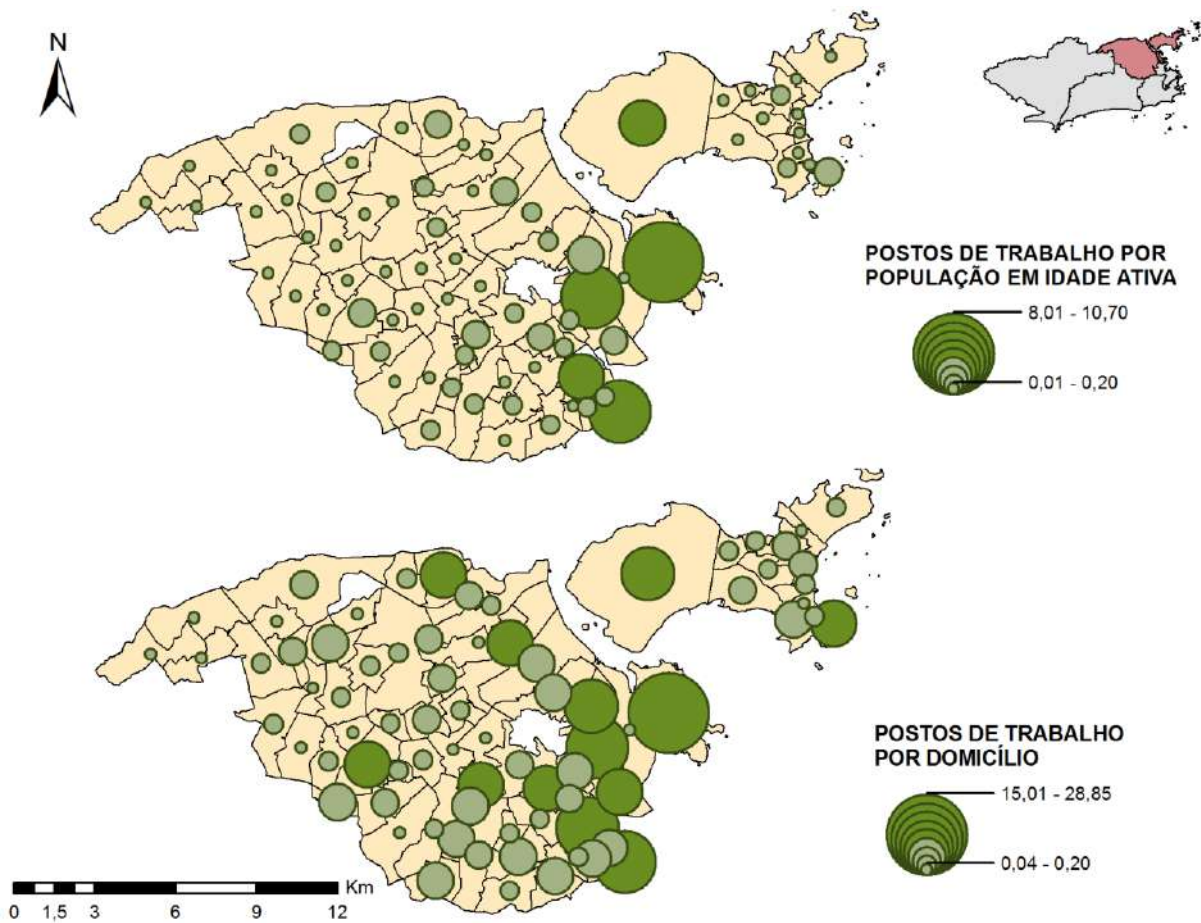 N
POSTOS DE TRABALHO POR
POPULAÇÃO EM IDADE ATIVA
8,01 - 10,70
0,01 - 0,20
POSTOS DE TRABALHO
POR DOMICÍLIO
15,01 - 28,85
0,04 - 0,20
Km
0 1,5 3 6 9 12